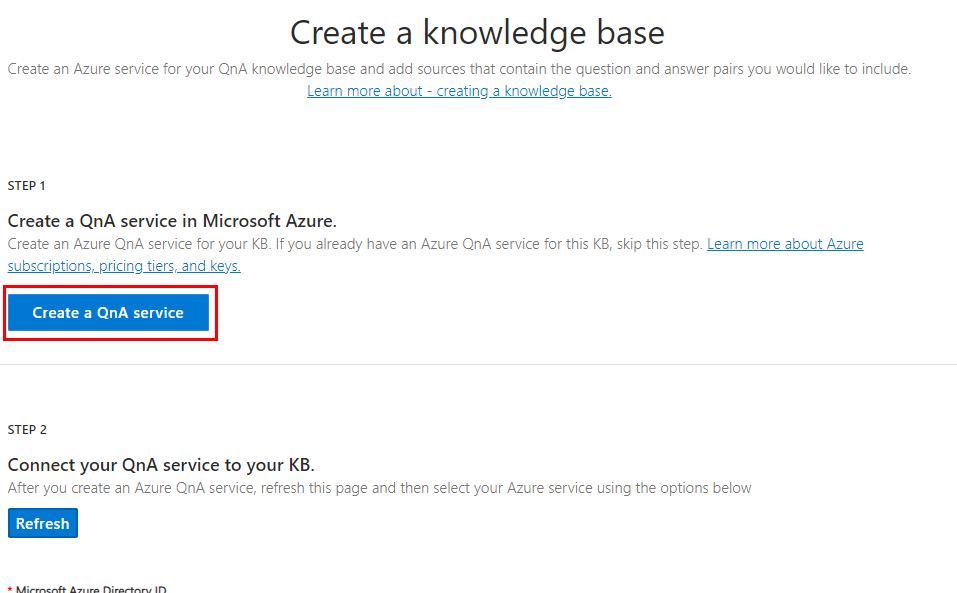 Create a knowledge base
Create an Azure service for your QnA knowledge base and add sources that contain the question and answer pairs you would like to include.
Learn more about - creating a knowledge base.
STEP 1
Create a QnA service in Microsoft Azure.
Create an Azure QnA service for your KB. If you already have an Azure QnA service for this KB, skip this step. Learn more about Azure
subscriptions, pricing tiers, and keys.
Create a QnA service
STEP 2
Connect your QnA service to your KB.
After you create an Azure QnA service, refresh this page and then select your Azure service using the options below
Refresh
* Microsoft Azure Directory ID